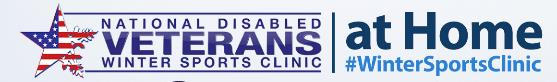 NATIONAL DISABLED
VETERANS
WINTER SPORTS CLINIC
at Home
#WinterSportsClinic